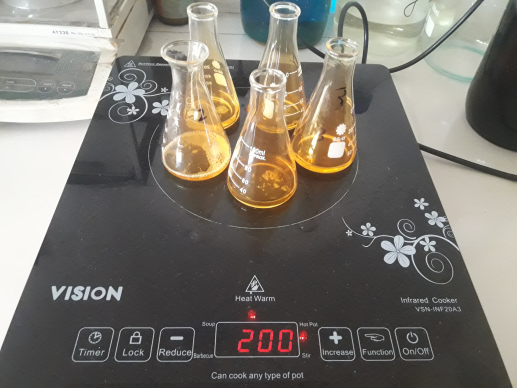 VISION
Heat Warm
Infrared Cooker
VSN-INF20A3
Soup
Hot Pot
200
Barbecue
Stir
Timer
Lock
Reduce
Increase
Function
On/Off
Can cook any type of pot